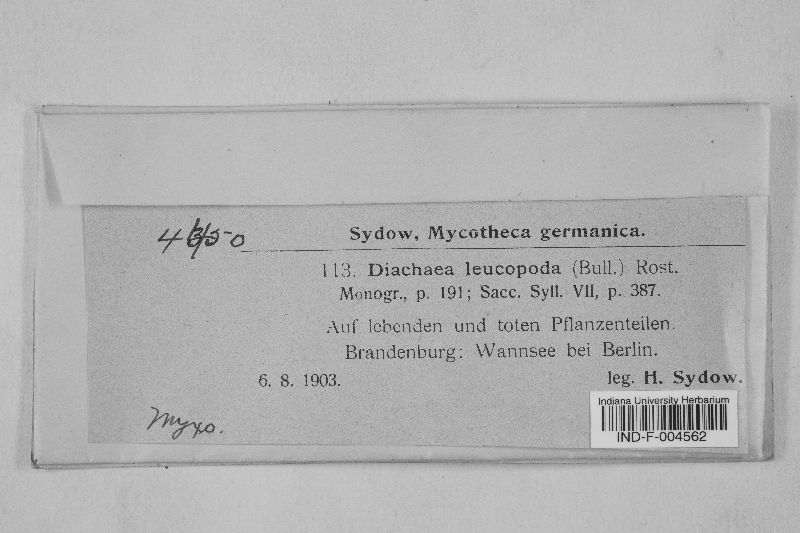 Sydow, Mycotheca germanica.
113. Diachaea leucopoda (Bull.) Rost.
Monogr., p. 191; Sacc. Syll. VII, p. 387.
Auf lebenden und toten Pflanzenteilen.
Brandenburg: Wannsee bei Berlin.
6. 8. 1903. leg. H. Sydow.
Myxo.
Indiana University Herbarium
IND-F-004562